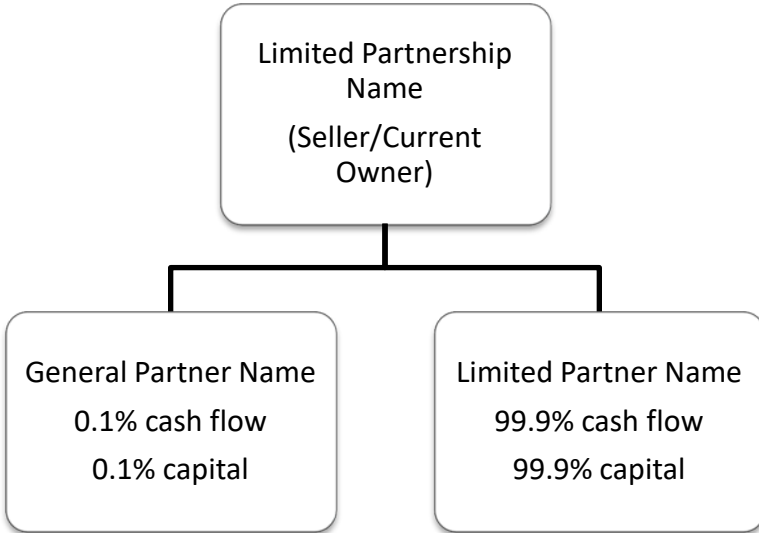 Limited Partnership
Name
(Seller/Current
Owner)
General Partner Name
0.1% cash flow
0.1% capital
Limited Partner Name
99.9% cash flow
99.9% capital